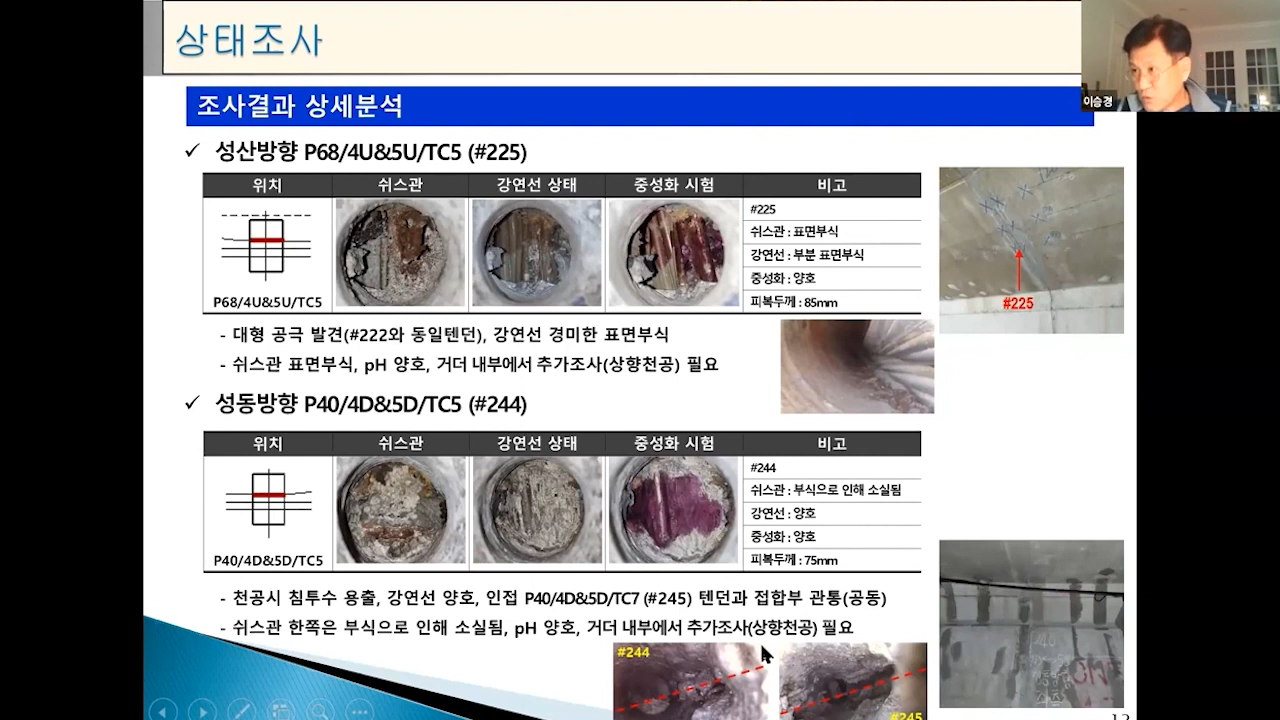 상태조사
이승경
조사결과 상세분석
✓ 성산방향 P68/4U&5U/TC5 (#225)
위치 쉬스관 강연선 상태 중성화 시험 비고
#225
쉬스관 : 표면부식
강연선 : 부분 표면부식
중성화 : 양호
P68/4U&5U/TC5 피복두께 : 85mm
#225
- 대형 공극 발견(#222와 동일텐던), 강연선 경미한 표면부식
- 쉬스관 표면부식, pH 양호, 거더 내부에서 추가조사(상향천공) 필요
✓ 성동방향 P40/4D&5D/TC5 (#244)
위치 쉬스관 강연선 상태 중성화 시험 비고
#244
쉬스관 : 부식으로 인해 소실됨
강연선 : 양호
중성화 : 양호
P40/4D&5D/TC5 피복두께 : 75mm
- 천공시 침투수 용출, 강연선 양호, 인접 P40/4D&5D/TC7 (#245) 텐던과 접합부 관통(공동)
- 쉬스관 한쪽은 부식으로 인해 소실됨, pH 양호, 거더 내부에서 추가조사(상향천공) 필요
#244
#245